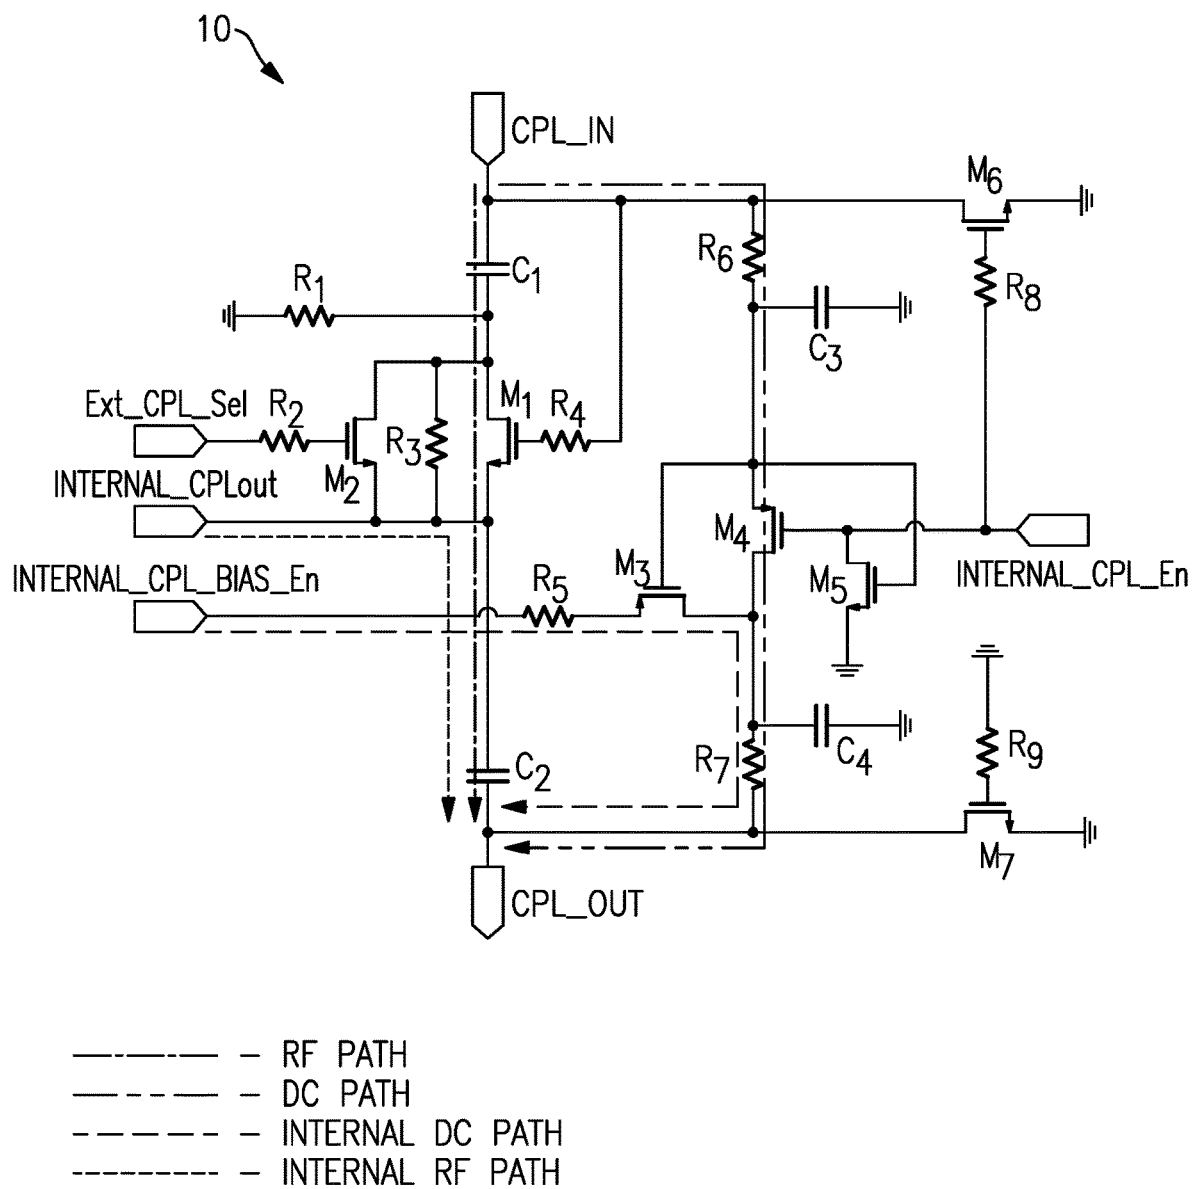 10
CPL_IN
M6
R6
C1
R1
R8
C3
Ext_CPL_Sel
R2
M1
R4
R3
M2
INTERNAL_CPLout
M4
INTERNAL_CPL_BIAS_En
R5
M3
M5
INTERNAL_CPL_En
C2
R7
C4
R9
M7
CPL_OUT
RF PATH
DC PATH
INTERNAL DC PATH
INTERNAL RF PATH